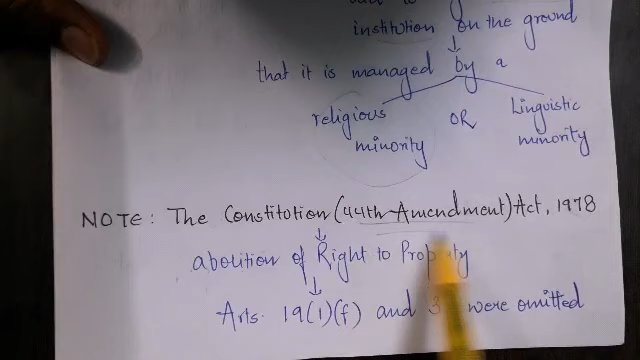 institution on the ground
that it is managed by a
religious minority OR Linguistic minority
NOTE: The Constitution (44th Amendment) Act, 1978
abolition of Right to Property
Arts. 19(1)(f) and 3 were omitted